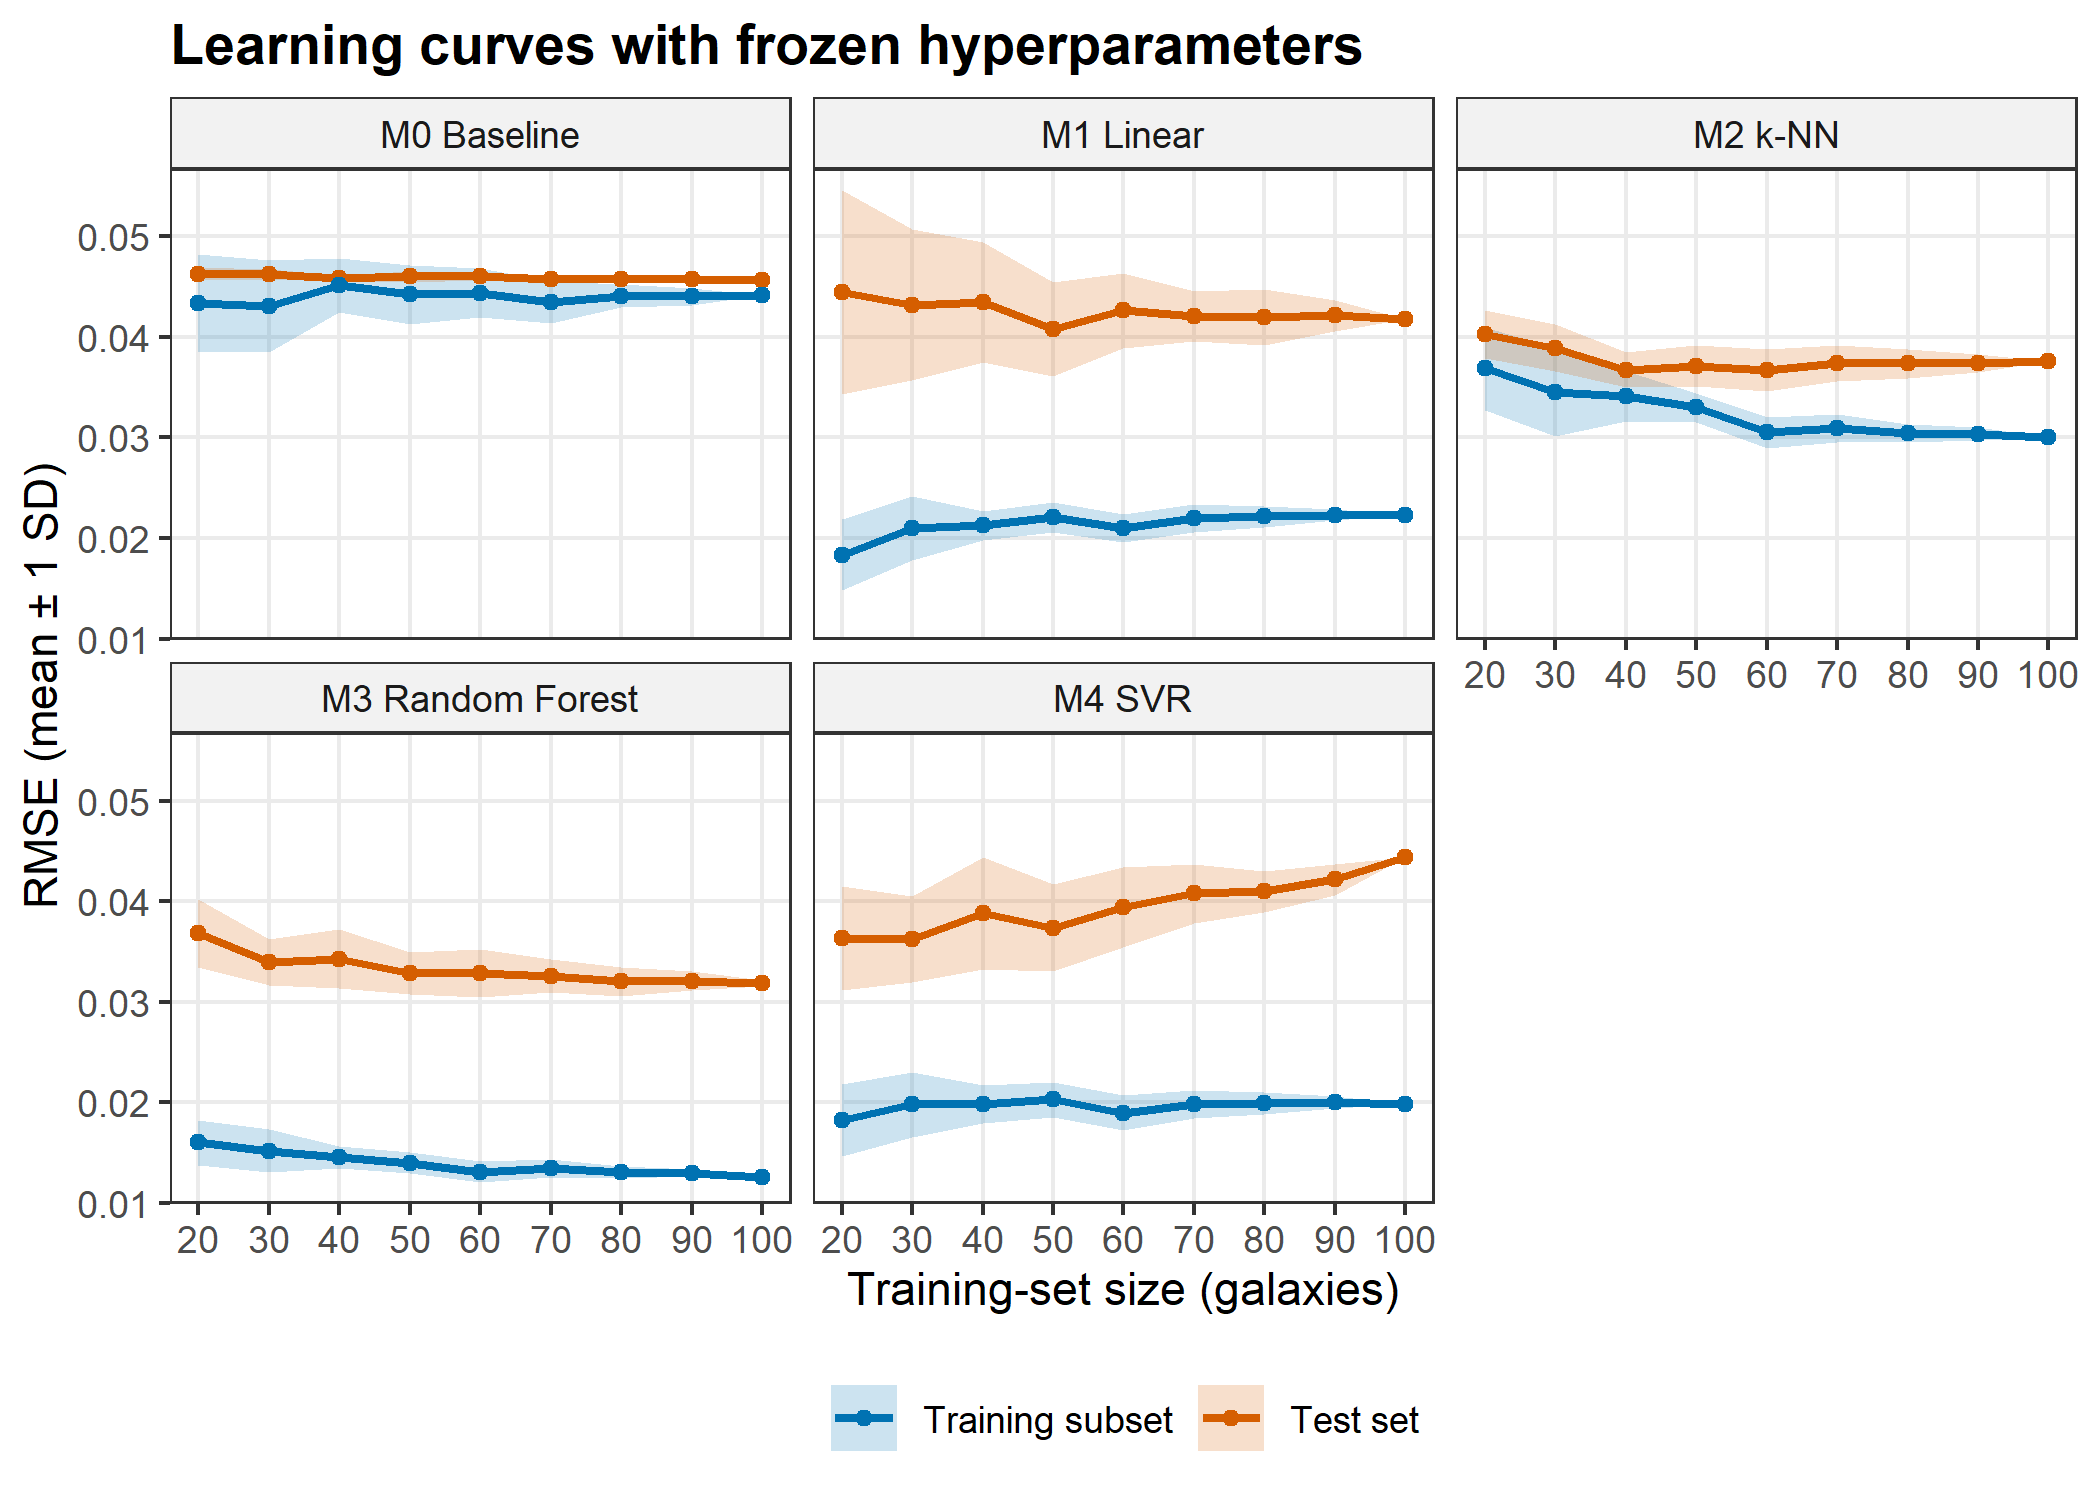 Learning curves with frozen hyperparameters
M0 Baseline
M1 Linear
M2 k-NN
0.05
0.04
0.03
0.02
0.01
20 30 40 50 60 70 80 90 100
M3 Random Forest
M4 SVR
0.05
0.04
0.03
0.02
0.01
20 30 40 50 60 70 80 90 100
20 30 40 50 60 70 80 90 100
RMSE (mean ± 1 SD)
Training-set size (galaxies)
Training subset
Test set